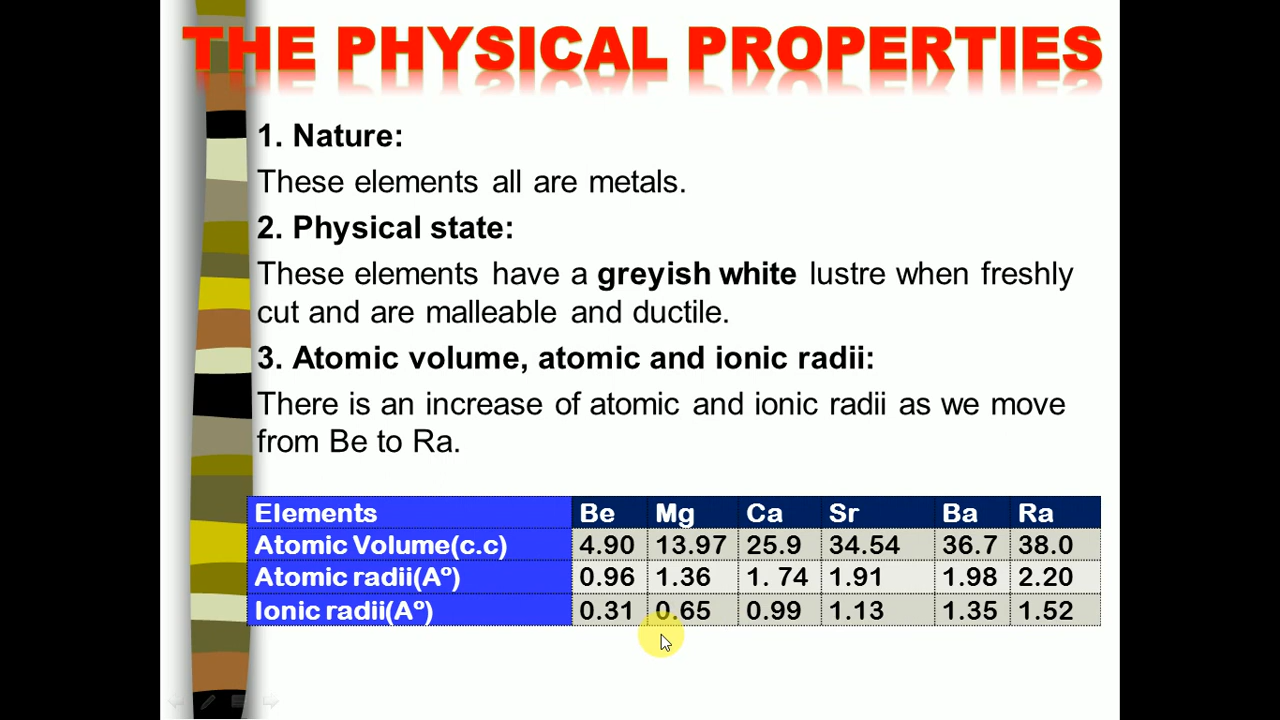 THE PHYSICAL PROPERTIES
1. Nature:
These elements all are metals.
2. Physical state:
These elements have a greyish white lustre when freshly
cut and are malleable and ductile.
3. Atomic volume, atomic and ionic radii:
There is an increase of atomic and ionic radii as we move
from Be to Ra.
Elements Be Mg Ca Sr Ba Ra
Atomic Volume(c.c) 4.90 13.97 25.9 34.54 36.7 38.0
Atomic radii(Aº) 0.96 1.36 1. 74 1.91 1.98 2.20
Ionic radii(Aº) 0.31 0.65 0.99 1.13 1.35 1.52